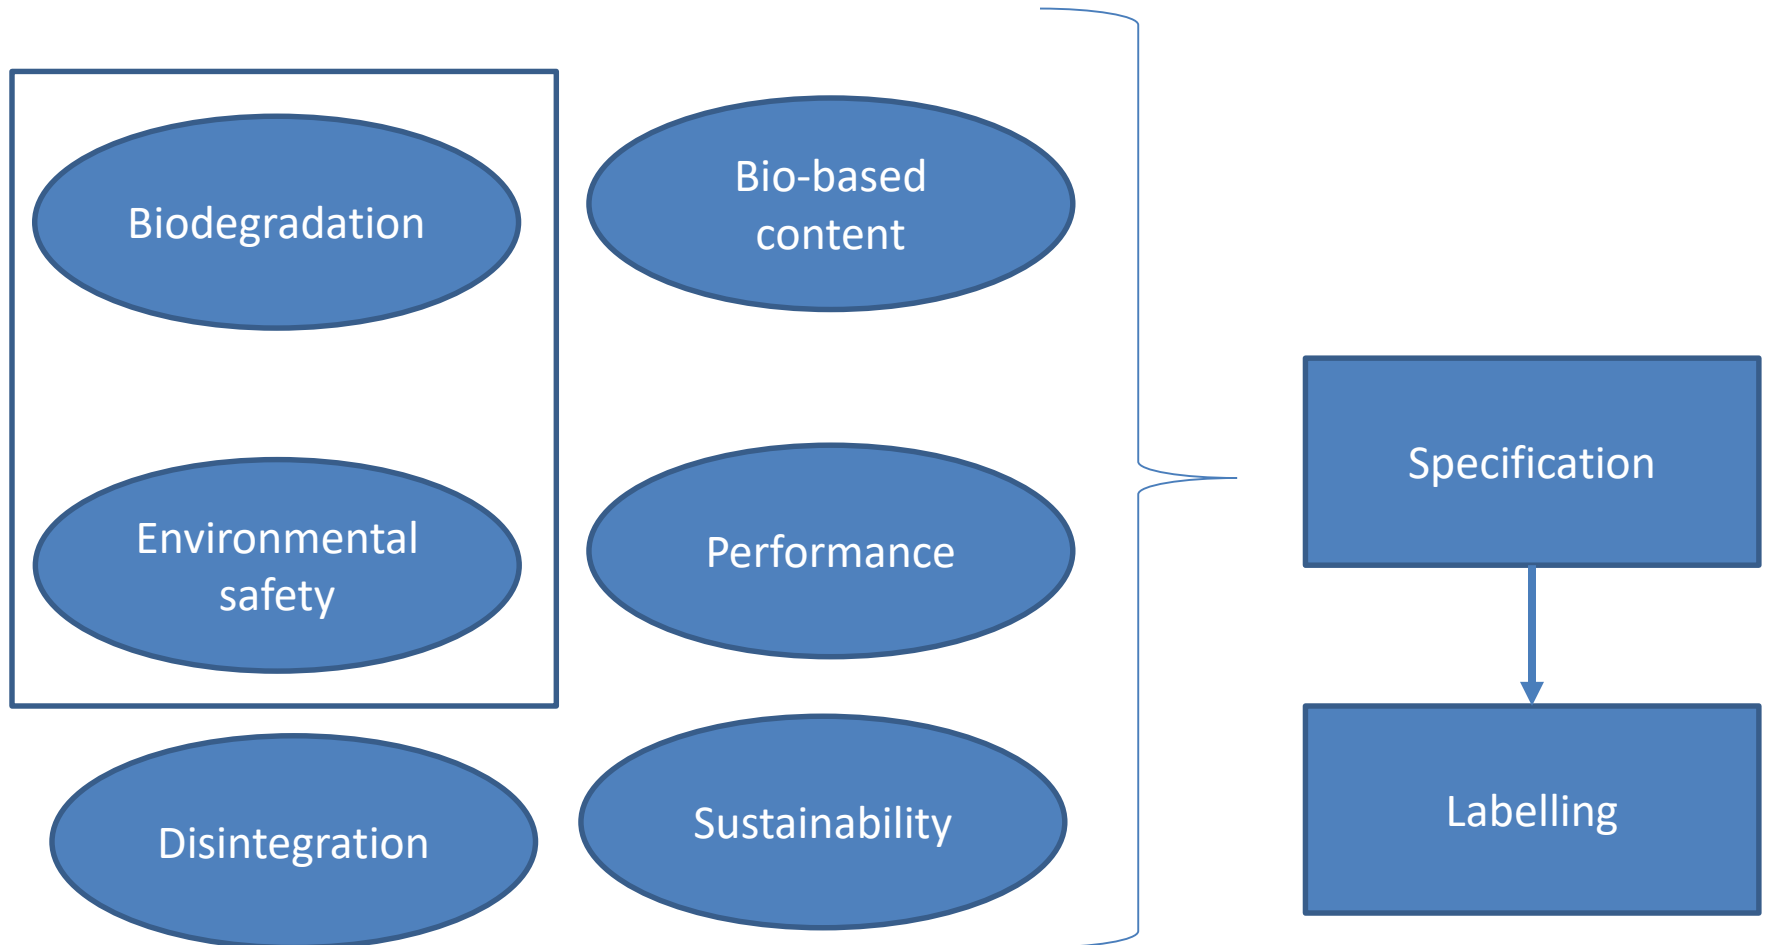 Biodegradation
Bio-based
content
Environmental
safety
Performance
Disintegration
Sustainability
Specification
Labelling